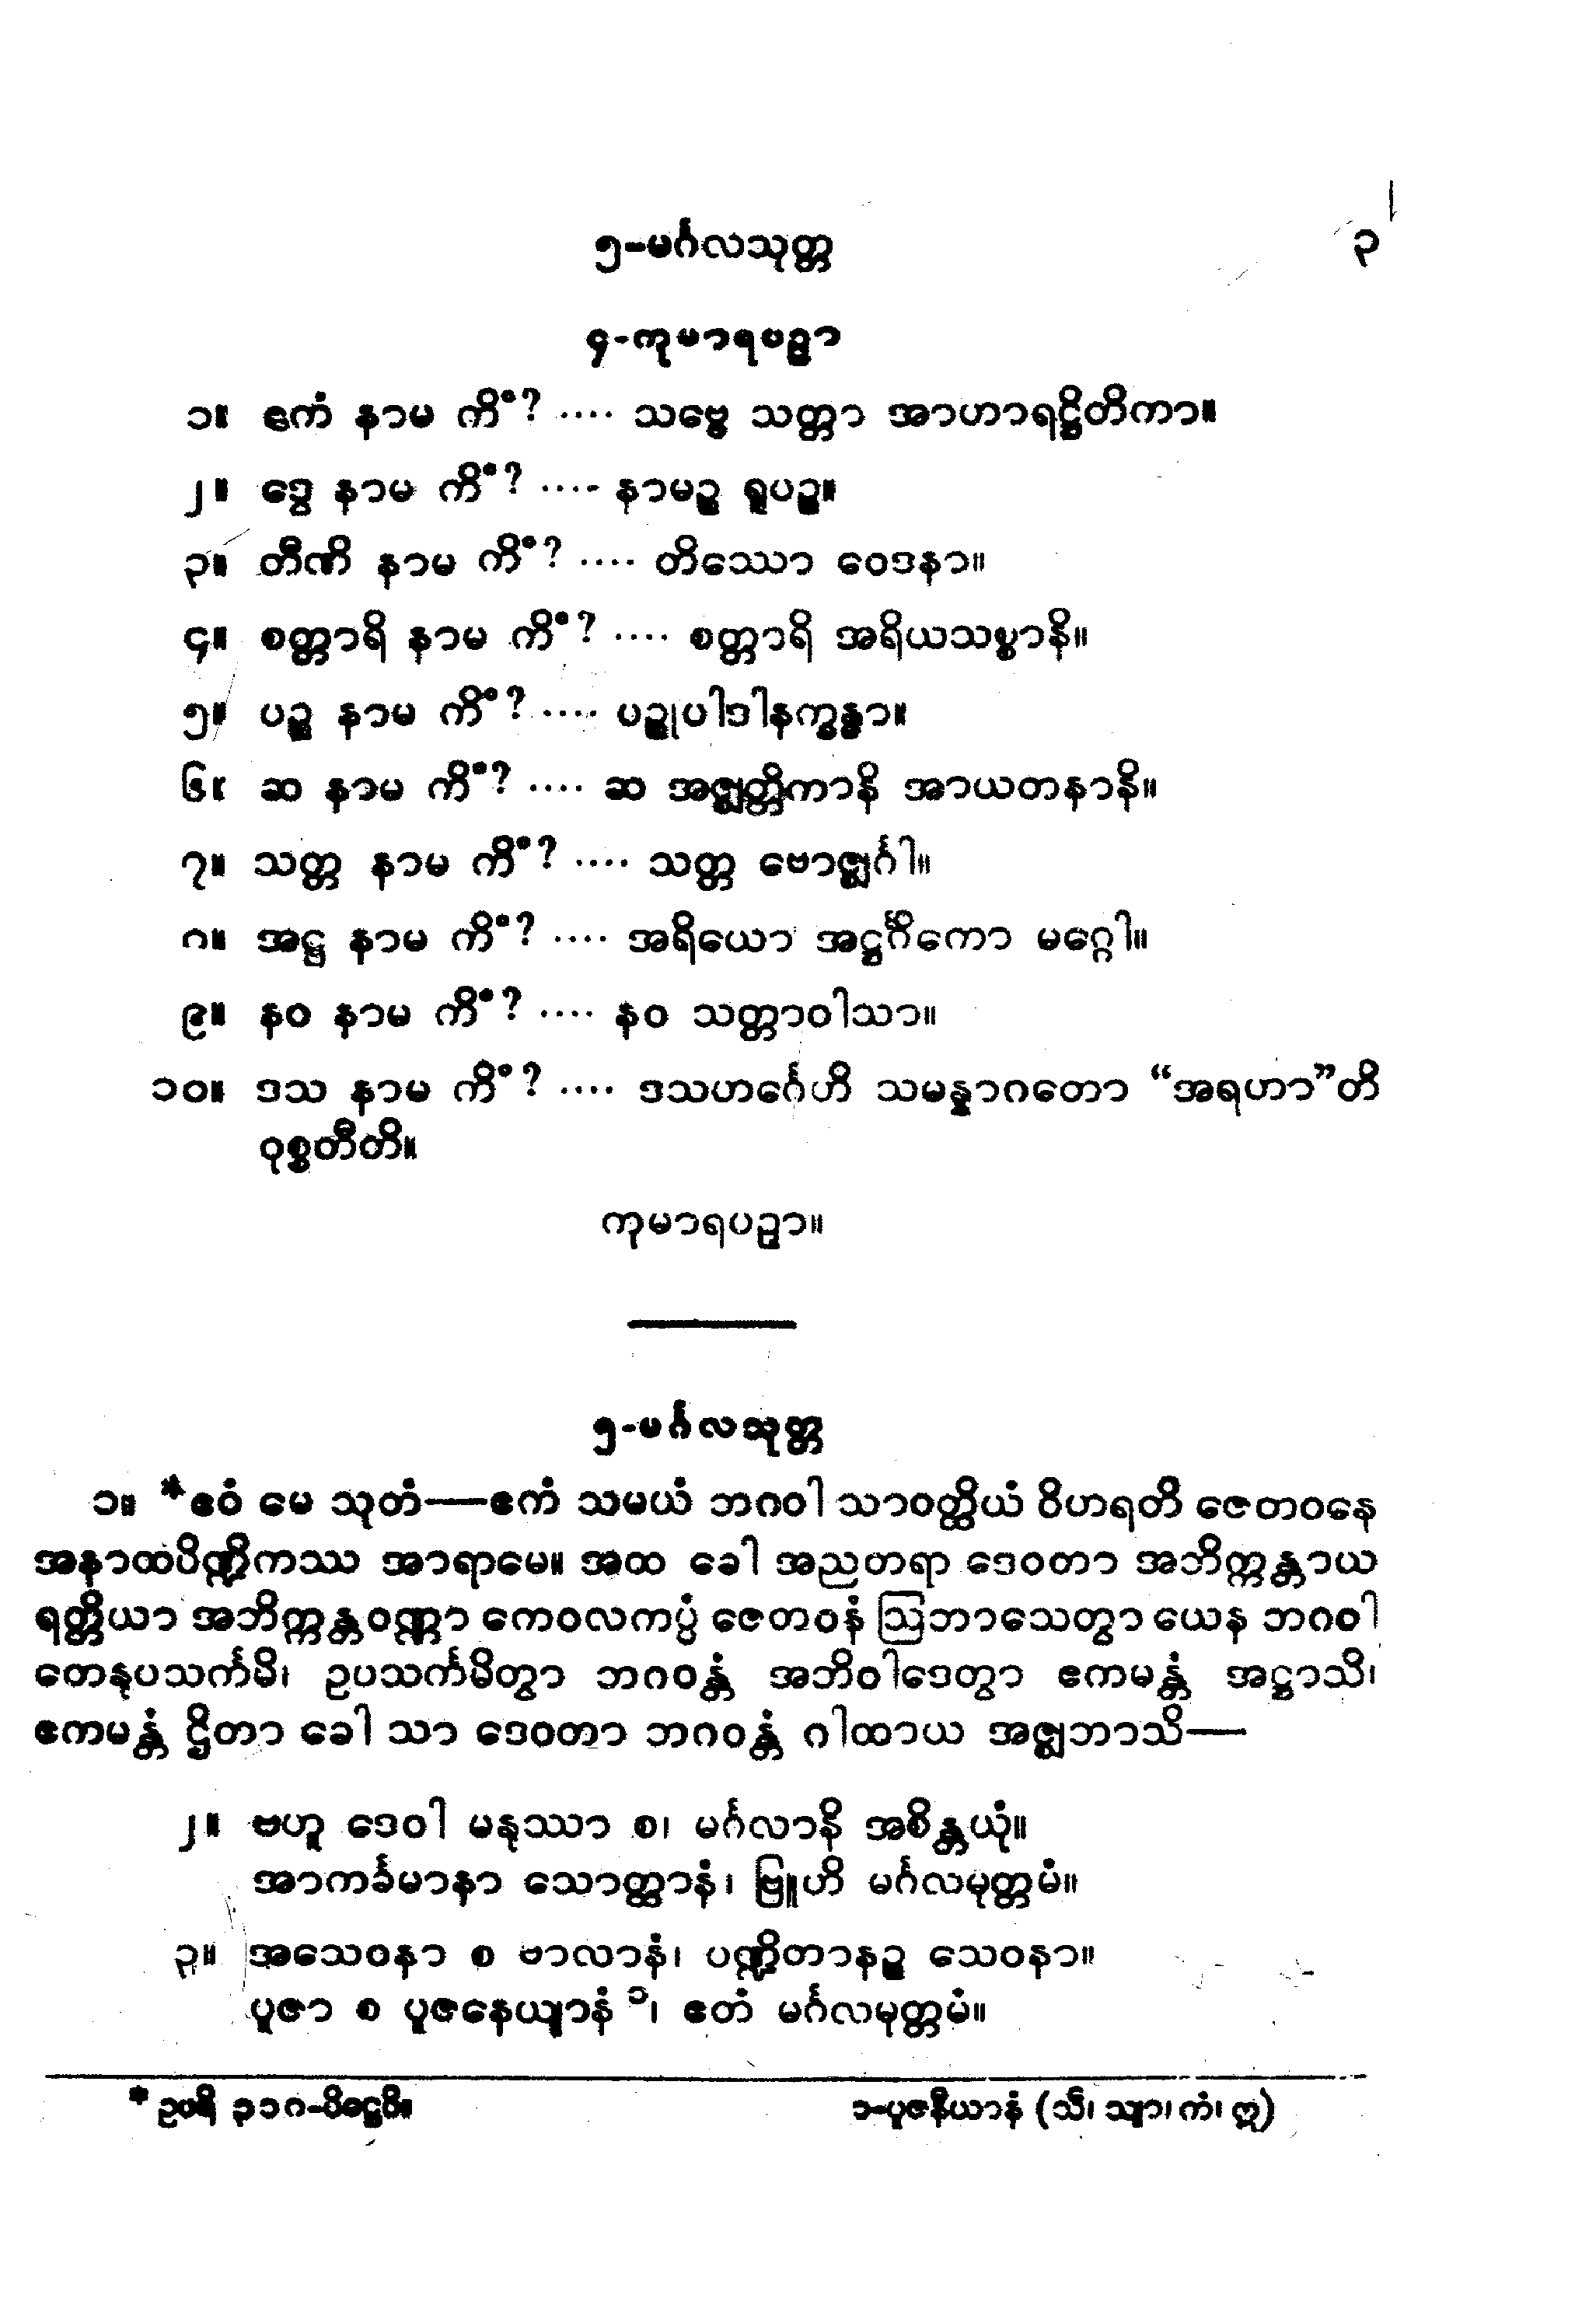 ၅-မင်္ဂလသုတ္တ ၃
၄-ကုမာရပဉှာ
၁။ ဧကံ နာမ ကိံ? .... သဗ္ဗေ သတ္တာ အာဟာရဋ္ဌိတိကာ။
၂။ ဒွေ နာမ ကိံ? .... နာမဉ္စ ရူပဉ္စ။
၃။ တီဏိ နာမ ကိံ? .... တိဿော ဝေဒနာ။
၄။ စတ္တာရိ နာမ ကိံ? .... စတ္တာရိ အရိယသစ္စာနိ။
၅။ ပဉ္စ နာမ ကိံ? .... ပဉ္စုပါဒါနက္ခန္ဓာ။
၆။ ဆ နာမ ကိံ? .... ဆ အဇ္ဈတ္တိကာနိ အာယတနာနိ။
၇။ သတ္တ နာမ ကိံ? .... သတ္တ ဗောဇ္ဈင်္ဂါ။
၈။ အဋ္ဌ နာမ ကိံ? .... အရိယော အဋ္ဌင်္ဂိကော မဂ္ဂေါ။
၉။ နဝ နာမ ကိံ? .... နဝ သတ္တာဝါသာ။
၁၀။ ဒသ နာမ ကိံ? .... ဒသဟင်္ဂေဟိ သမန္နာဂတော “အရဟာ”တိ
ဝုစ္စတီတိ။
ကုမာရပဉှာ။
၅-မင်္ဂလသုတ္တ
၁။ *ဧဝံ မေ သုတံ—ဧကံ သမယံ ဘဂဝါ သာဝတ္ထိယံ ဝိဟရတိ ဇေတဝနေ
အနာထပိဏ္ဍိကဿ အာရာမေ။ အထ ခေါ အညတရာ ဒေဝတာ အဘိက္ကန္တာယ
ရတ္တိယာ အဘိက္ကန္တဝဏ္ဏာ ကေဝလကပ္ပံ ဇေတဝနံ ဩဘာသေတွာ ယေန ဘဂဝါ
တေနုပသင်္ကမိ၊ ဥပသင်္ကမိတွာ ဘဂဝန္တံ အဘိဝါဒေတွာ ဧကမန္တံ အဋ္ဌာသိ၊
ဧကမန္တံ ဌိတာ ခေါ သာ ဒေဝတာ ဘဂဝန္တံ ဂါထာယ အဇ္ဈဘာသိ—
၂။ ဗဟူ ဒေဝါ မနုဿာ စ၊ မင်္ဂလာနိ အစိန္တယုံ။
အာကင်္ခမာနာ သောတ္ထာနံ၊ ဗြူဟိ မင်္ဂလမုတ္တမံ။
၃။ အသေဝနာ စ ဗာလာနံ၊ ပဏ္ဍိတာနဉ္စ သေဝနာ။
ပူဇာ စ ပူဇနေယျာနံ ၁၊ ဧတံ မင်္ဂလမုတ္တမံ။
* ဥပရိ ၃၁၈-ပိဋ္ဌေပိ။ ၁-ပူဇနီယာနံ (သီ၊ သျာ၊ ကံ၊ ဣ)